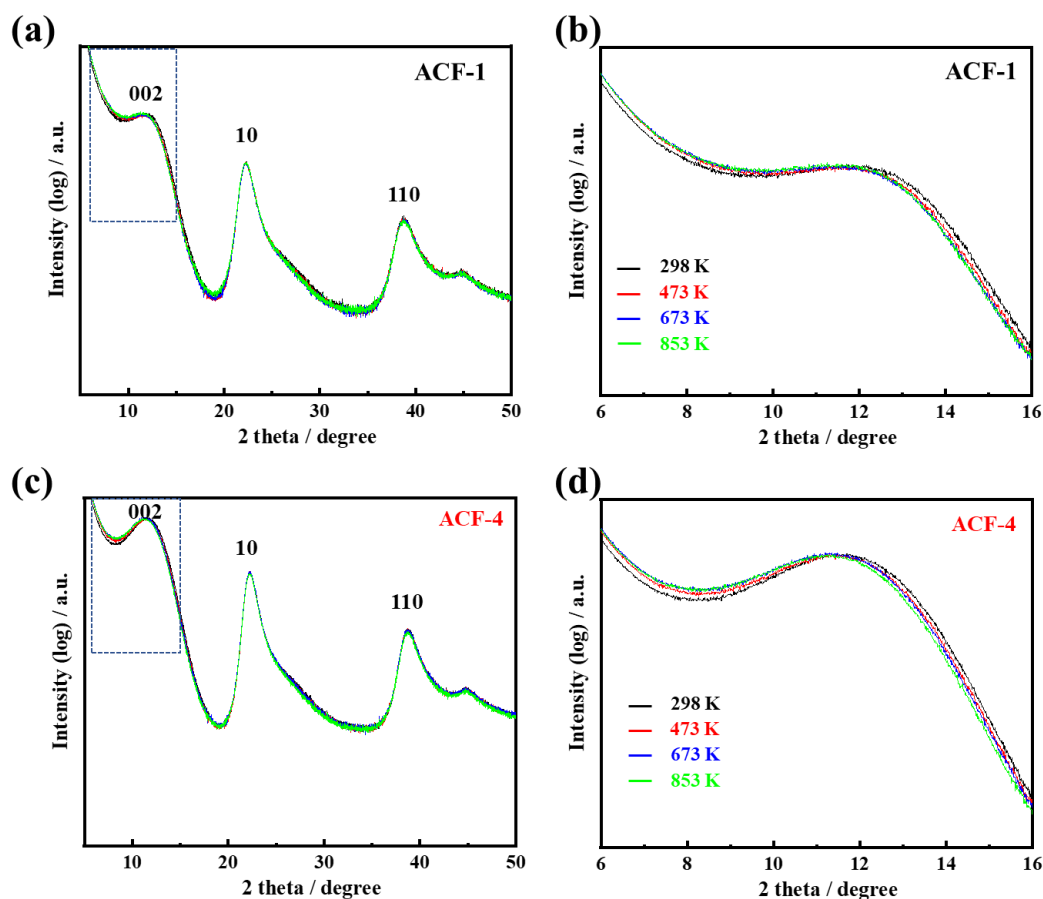 (a)
ACF-1
002
10
110
Intensity (log) / a.u.
10 20 30 40 50
2 theta / degree
(b)
ACF-1
298 K
473 K
673 K
853 K
Intensity (log) / a.u.
6 8 10 12 14 16
2 theta / degree
(c)
ACF-4
002
10
110
Intensity (log) / a.u.
10 20 30 40 50
2 theta / degree
(d)
ACF-4
298 K
473 K
673 K
853 K
Intensity (log) / a.u.
6 8 10 12 14 16
2 theta / degree